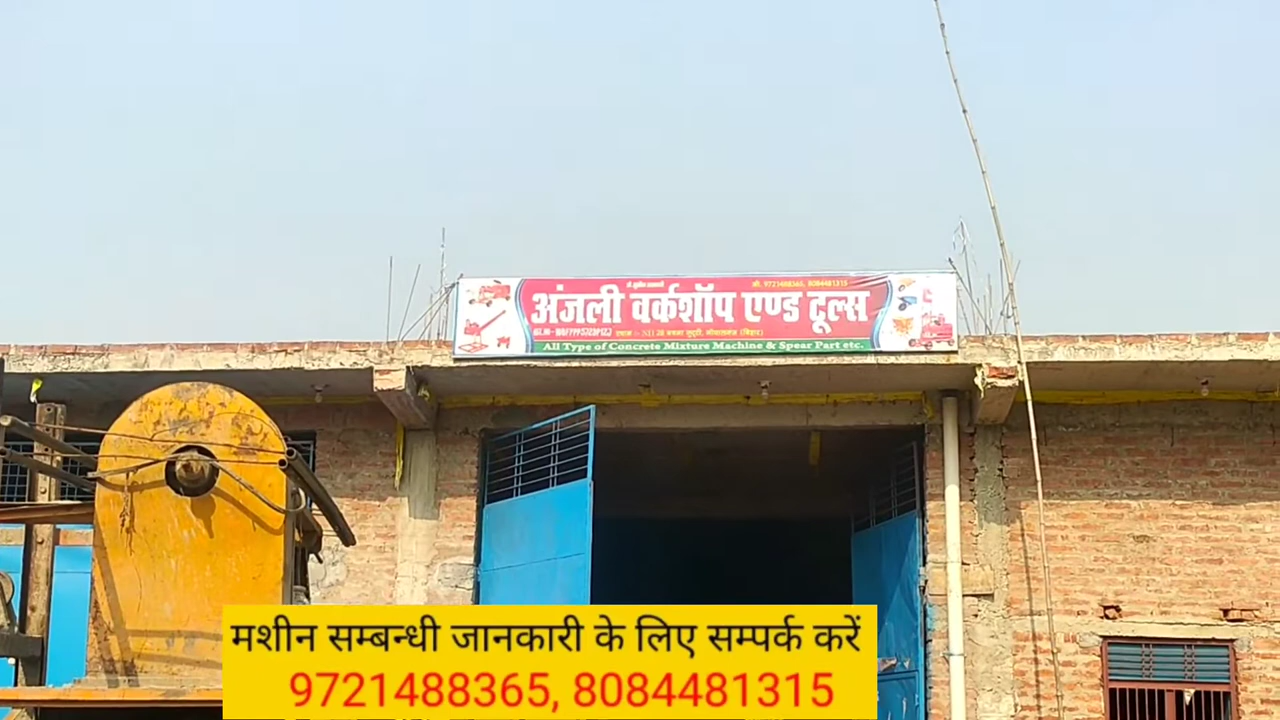 मो. 9721488365, 8084481315
अंजली वर्कशॉप एण्ड टूल्स
All Type of Concrete Mixture Machine & Spear Part etc.
मशीन सम्बन्धी जानकारी के लिए सम्पर्क करें
9721488365, 8084481315